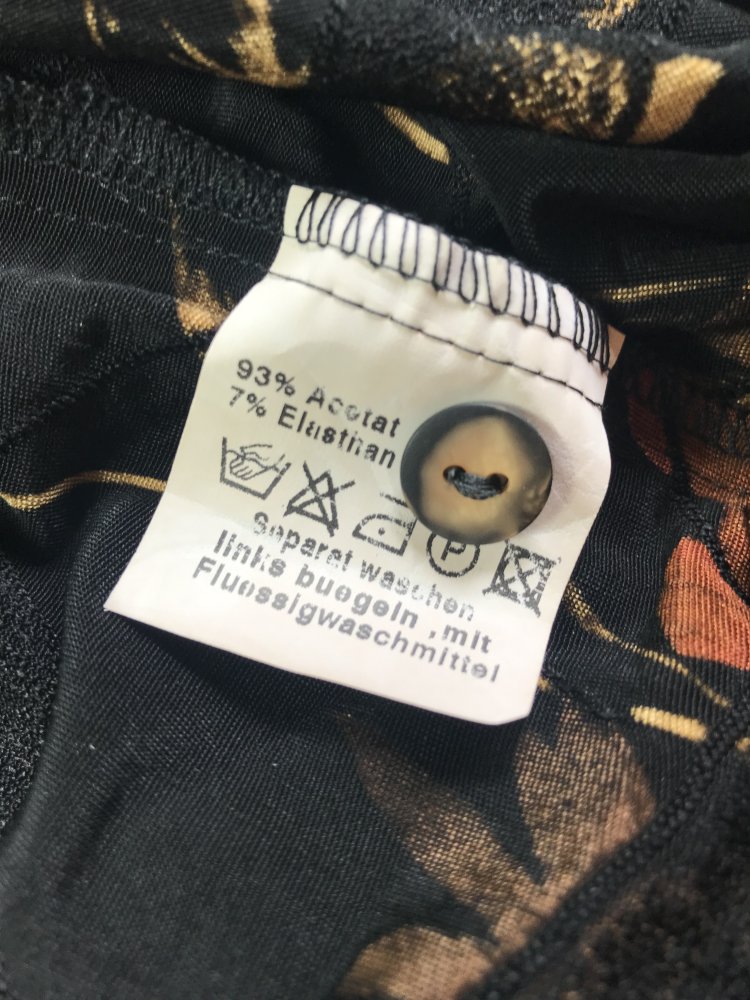 93% Acetat
7% Elasthan
P
Separat waschen
links buegeln ,mit
Fluessigwaschmittel